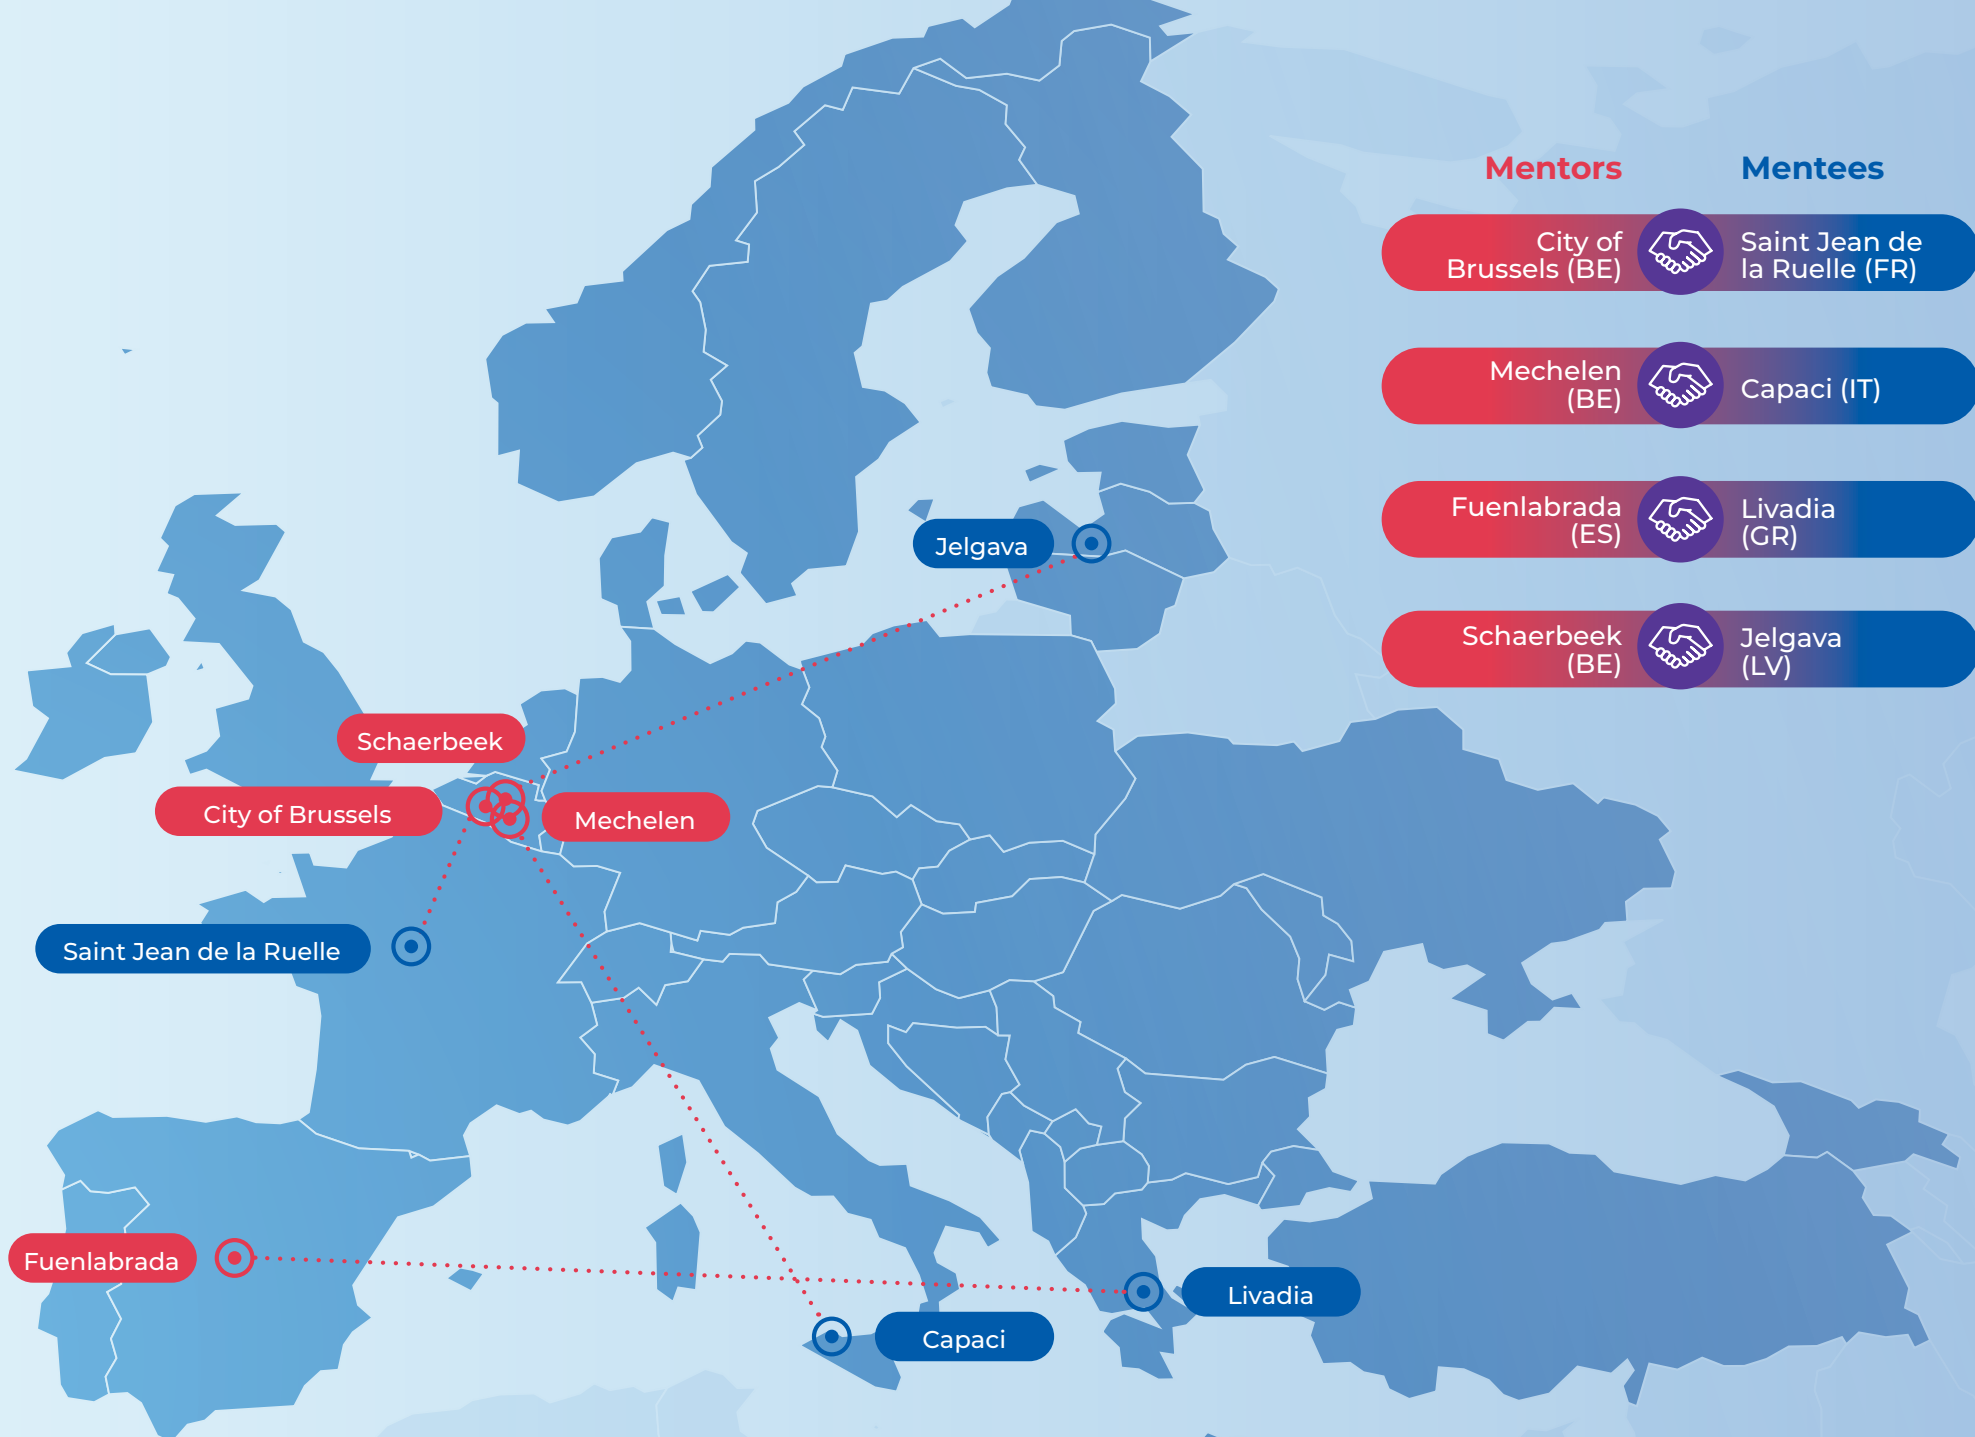 Mentors
Mentees
City of
Brussels (BE)
Saint Jean de
la Ruelle (FR)
Mechelen
(BE)
Capaci (IT)
Fuenlabrada
(ES)
Livadia
(GR)
Schaerbeek
(BE)
Jelgava
(LV)
Jelgava
Schaerbeek
City of Brussels
Mechelen
Saint Jean de la Ruelle
Fuenlabrada
Livadia
Capaci